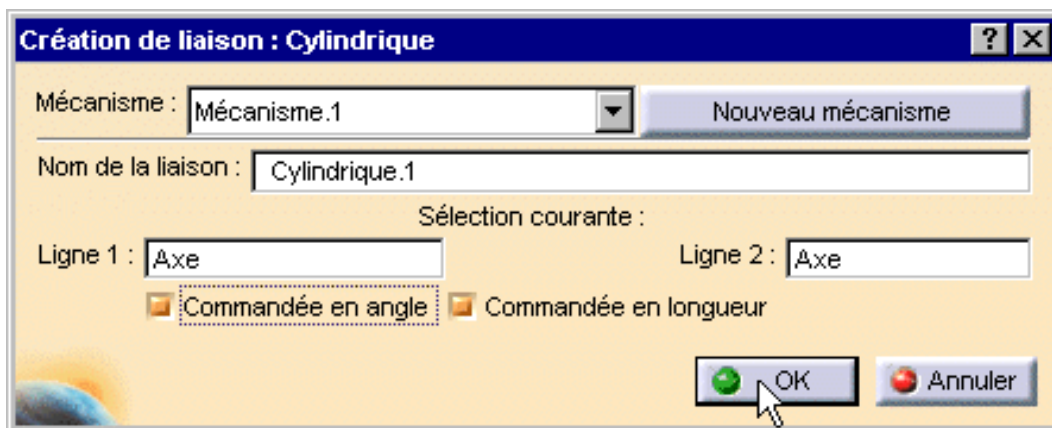 Création de liaison : Cylindrique
Mécanisme : Mécanisme.1 Nouveau mécanisme
Nom de la liaison : Cylindrique.1
Sélection courante :
Ligne 1 : Axe Ligne 2 : Axe
Commandée en angle Commandée en longueur
OK Annuler